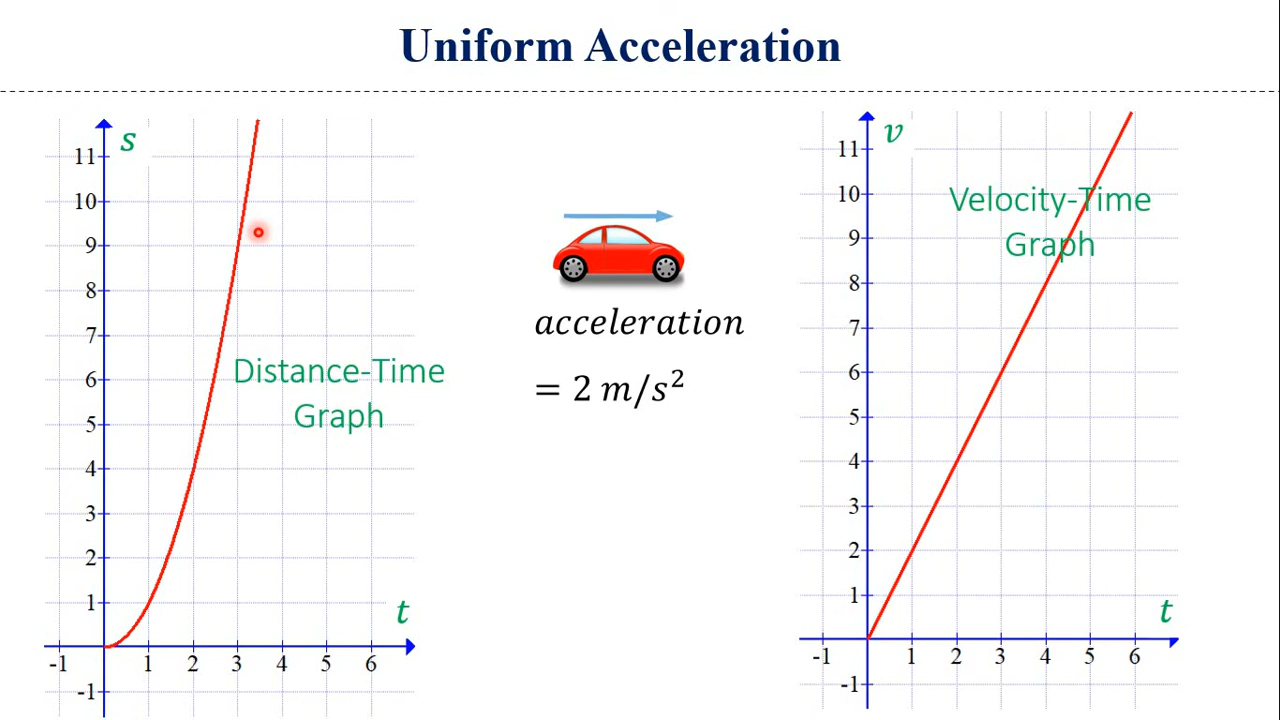 Uniform Acceleration
s
11
10
9
8
7
6
5
4
3
2
1
-1
-1 1 2 3 4 5 6
t
Distance-Time
Graph
acceleration
= 2 m/s²
v
11
10
9
8
7
6
5
4
3
2
1
-1
-1 1 2 3 4 5 6
t
Velocity-Time
Graph